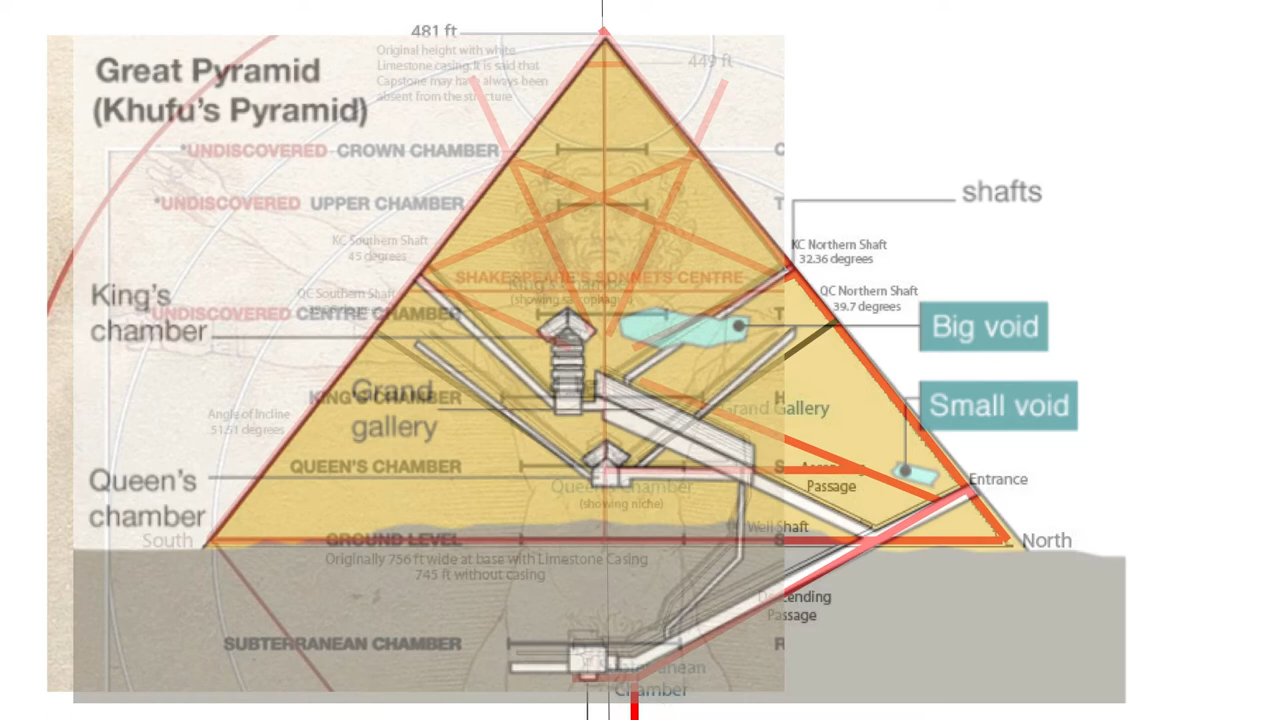 481 ft
Original height with white
Limestone casing. It is said that
Capstone may have always been
absent from the structure
449 ft
Great Pyramid
(Khufu's Pyramid)
*UNDISCOVERED CROWN CHAMBER
*UNDISCOVERED UPPER CHAMBER
shafts
KC Southern Shaft
45 degrees
KC Northern Shaft
32.36 degrees
SHAKESPEARE'S SONNETS CENTRE
King's Chamber
(showing sarcophagus)
QC Southern Shaft
QC Northern Shaft
39.7 degrees
King's
chamber
UNDISCOVERED CENTRE CHAMBER
Big void
Grand
gallery
KING'S CHAMBER
Grand Gallery
Small void
Angle of Incline
51.51 degrees
QUEEN'S CHAMBER
Ascending
Passage
Queen's
chamber
Queen's Chamber
(showing niche)
Entrance
Well Shaft
South
GROUND LEVEL
North
Originally 756 ft wide at base with Limestone Casing
745 ft without casing
Descending
Passage
SUBTERRANEAN CHAMBER
Subterranean
Chamber